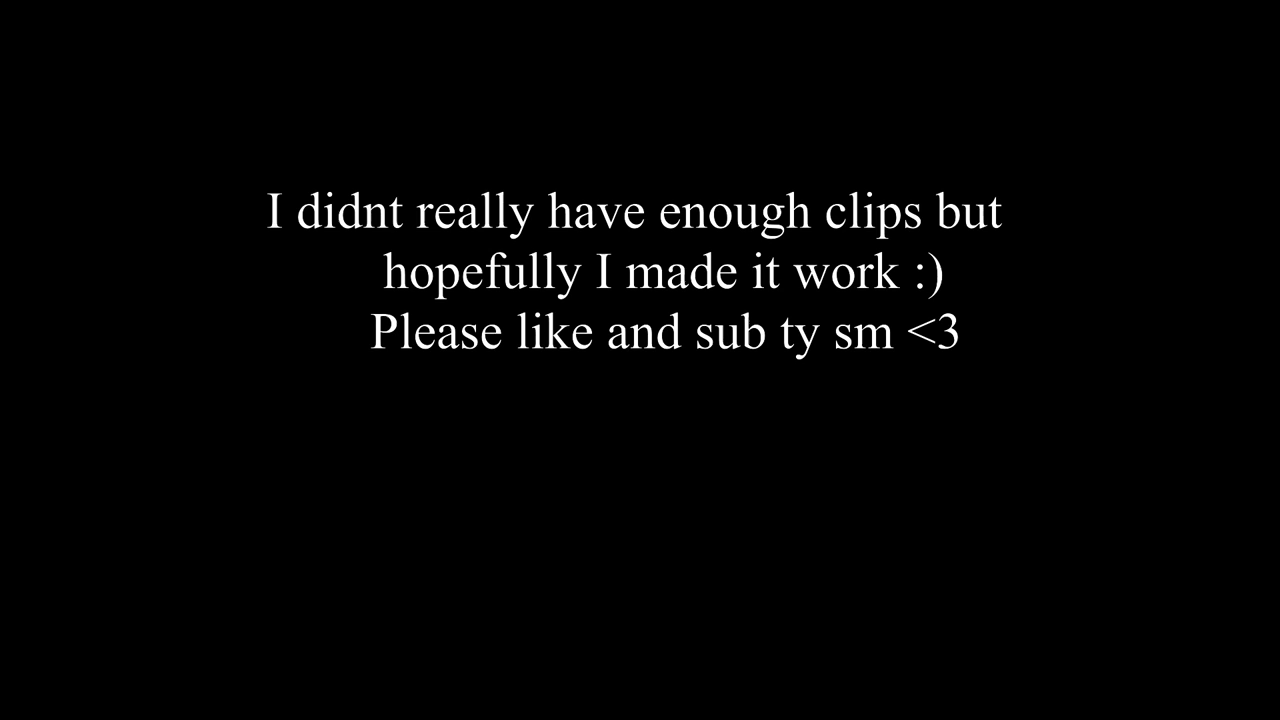 I didnt really have enough clips but
hopefully I made it work :)
Please like and sub ty sm <3